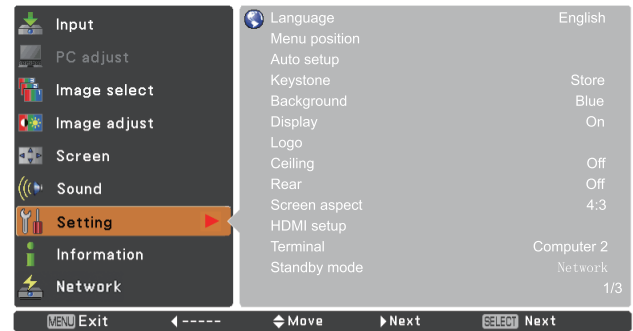 Input
PC adjust
Image select
Image adjust
Screen
Sound
Setting
Information
Network
Language English
Menu position
Auto setup
Keystone Store
Background Blue
Display On
Logo
Ceiling Off
Rear Off
Screen aspect 4:3
HDMI setup
Terminal Computer 2
Standby mode Network
1/3
MENU Exit ----- Move Next SELECT Next